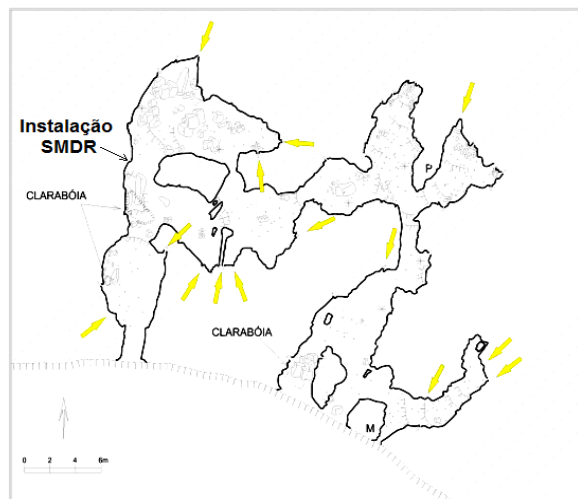 Instalação
SMDR
CLARABÓIA
P
CLARABÓIA
M
0 2 4 6m